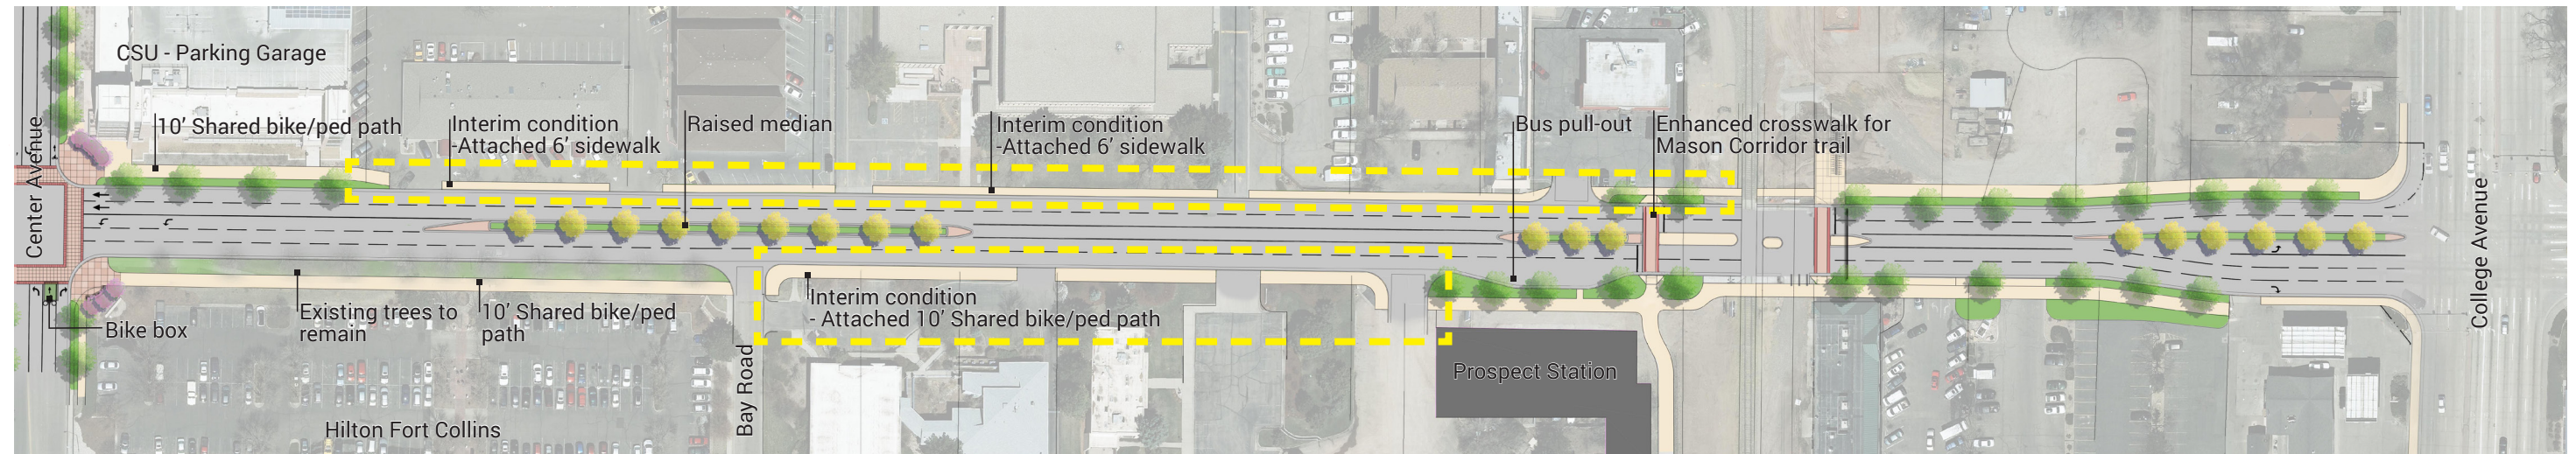 CSU - Parking Garage
Center Avenue
10' Shared bike/ped path
Interim condition
-Attached 6' sidewalk
Raised median
Interim condition
-Attached 6' sidewalk
Bus pull-out
Enhanced crosswalk for
Mason Corridor trail
College Avenue
Bike box
Existing trees to
remain
10' Shared bike/ped
path
Bay Road
Interim condition
- Attached 10' Shared bike/ped path
Prospect Station
Hilton Fort Collins